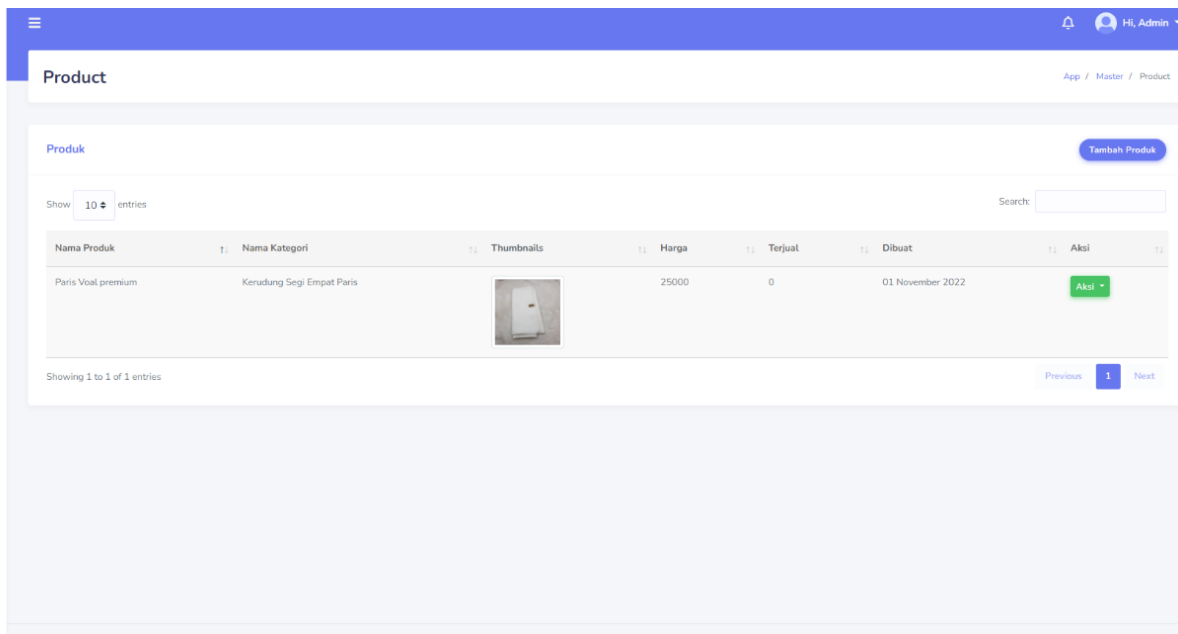 Hi, Admin
Product
App / Master / Product
Produk
Tambah Produk
Show 10 entries
Search:
Nama Produk Nama Kategori Thumbnails Harga Terjual Dibuat Aksi
Paris Voal premium Kerudung Segi Empat Paris 25000 0 01 November 2022 Aksi
Showing 1 to 1 of 1 entries
Previous 1 Next